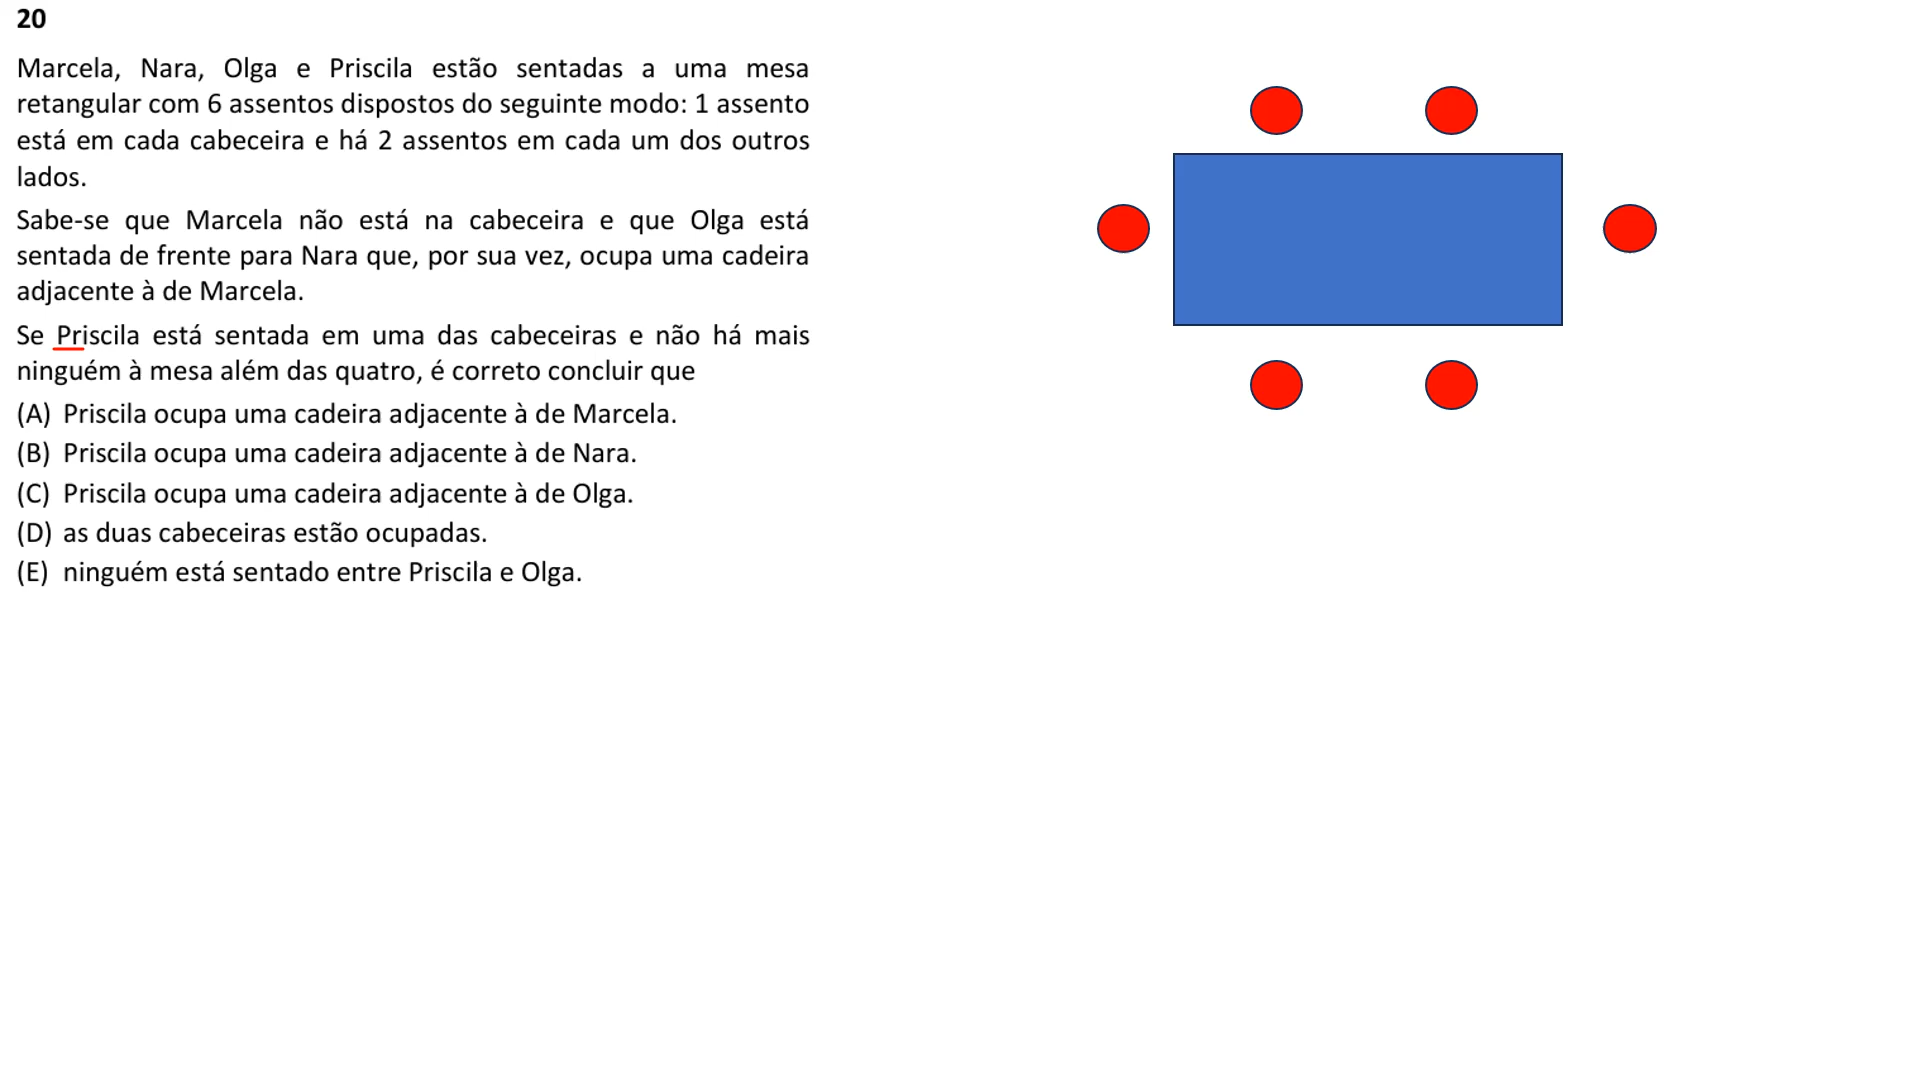 20
Marcela, Nara, Olga e Priscila estão sentadas a uma mesa
retangular com 6 assentos dispostos do seguinte modo: 1 assento
está em cada cabeceira e há 2 assentos em cada um dos outros
lados.
Sabe-se que Marcela não está na cabeceira e que Olga está
sentada de frente para Nara que, por sua vez, ocupa uma cadeira
adjacente à de Marcela.
Se Priscila está sentada em uma das cabeceiras e não há mais
ninguém à mesa além das quatro, é correto concluir que
(A) Priscila ocupa uma cadeira adjacente à de Marcela.
(B) Priscila ocupa uma cadeira adjacente à de Nara.
(C) Priscila ocupa uma cadeira adjacente à de Olga.
(D) as duas cabeceiras estão ocupadas.
(E) ninguém está sentado entre Priscila e Olga.